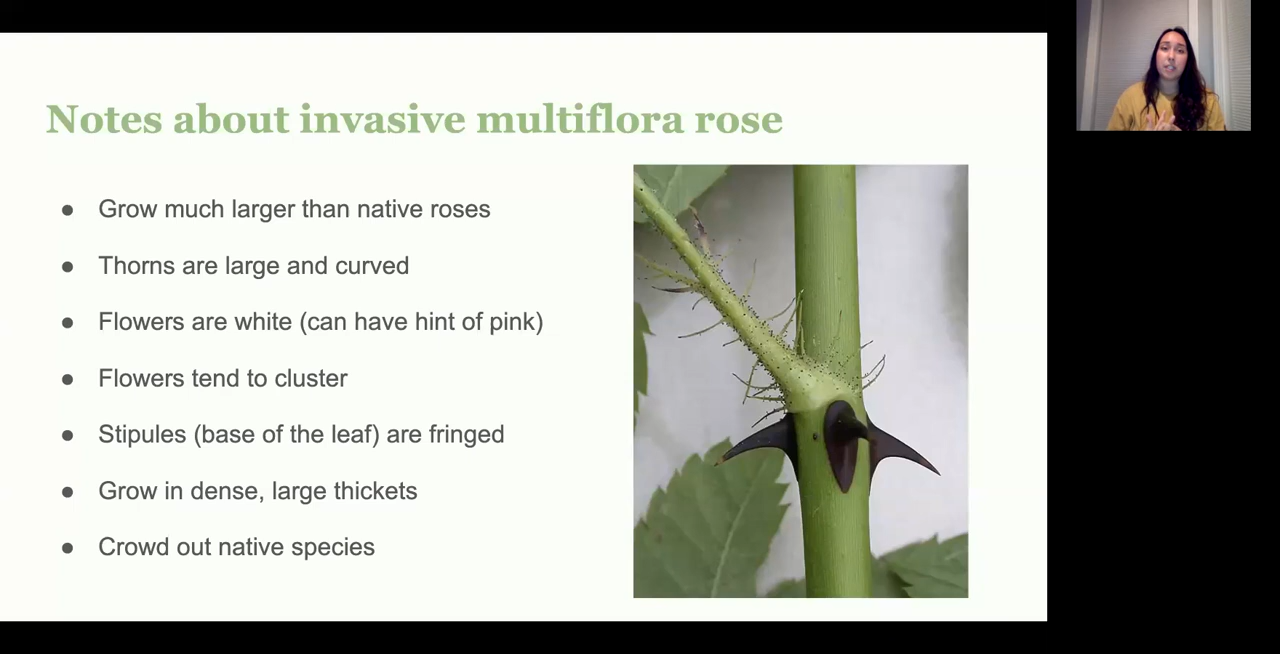 Notes about invasive multiflora rose
● Grow much larger than native roses
● Thorns are large and curved
● Flowers are white (can have hint of pink)
● Flowers tend to cluster
● Stipules (base of the leaf) are fringed
● Grow in dense, large thickets
● Crowd out native species